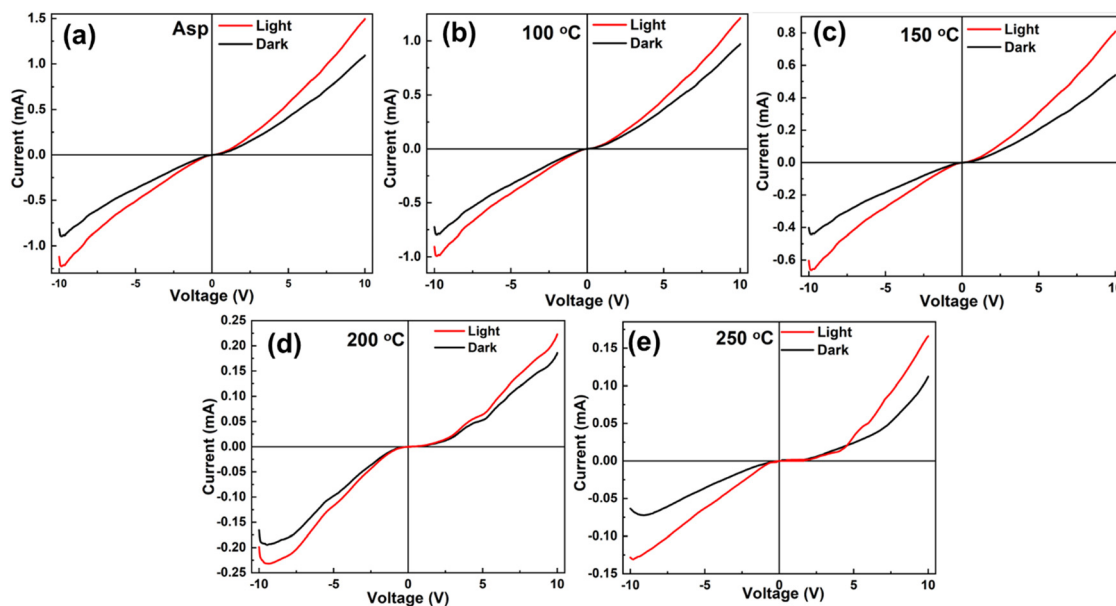 (a)
Asp
Light
Dark
Current (mA)
1.5
1.0
0.5
0.0
-0.5
-1.0
-10
-5
0
5
10
Voltage (V)
(b)
100 °C
Light
Dark
Current (mA)
1.0
0.5
0.0
-0.5
-1.0
-10
-5
0
5
10
Voltage (V)
(c)
150 °C
Light
Dark
Current (mA)
0.8
0.6
0.4
0.2
0.0
-0.2
-0.4
-0.6
-10
-5
0
5
10
Voltage (V)
(d)
200 °C
Light
Dark
Current (mA)
0.25
0.20
0.15
0.10
0.05
0.00
-0.05
-0.10
-0.15
-0.20
0.25
-10
-5
0
5
10
Voltage (V)
(e)
250 °C
Light
Dark
Current (mA)
0.15
0.10
0.05
0.00
-0.05
-0.10
-0.15
-10
-5
0
5
10
Voltage (V)